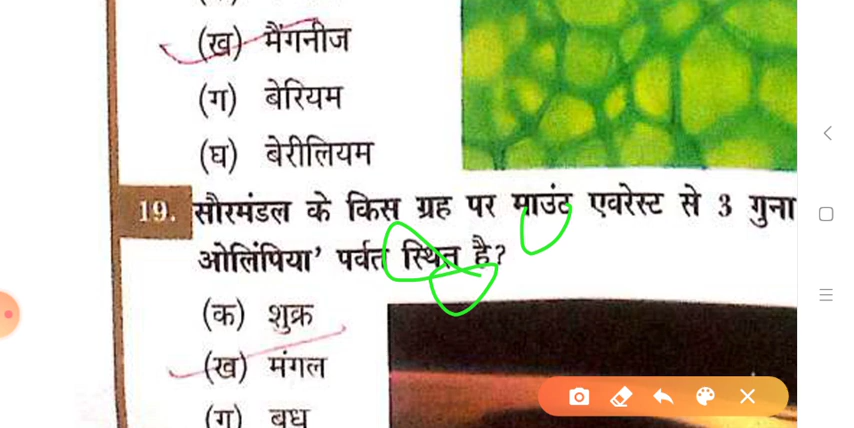 (ख) मैंगनीज
(ग) बेरियम
(घ) बेरीलियम
19. सौरमंडल के किस ग्रह पर माउंट एवरेस्ट से 3 गुना
ओलिंपिया’ पर्वत स्थित है?
(क) शुक्र
(ख) मंगल
(ग) बुध